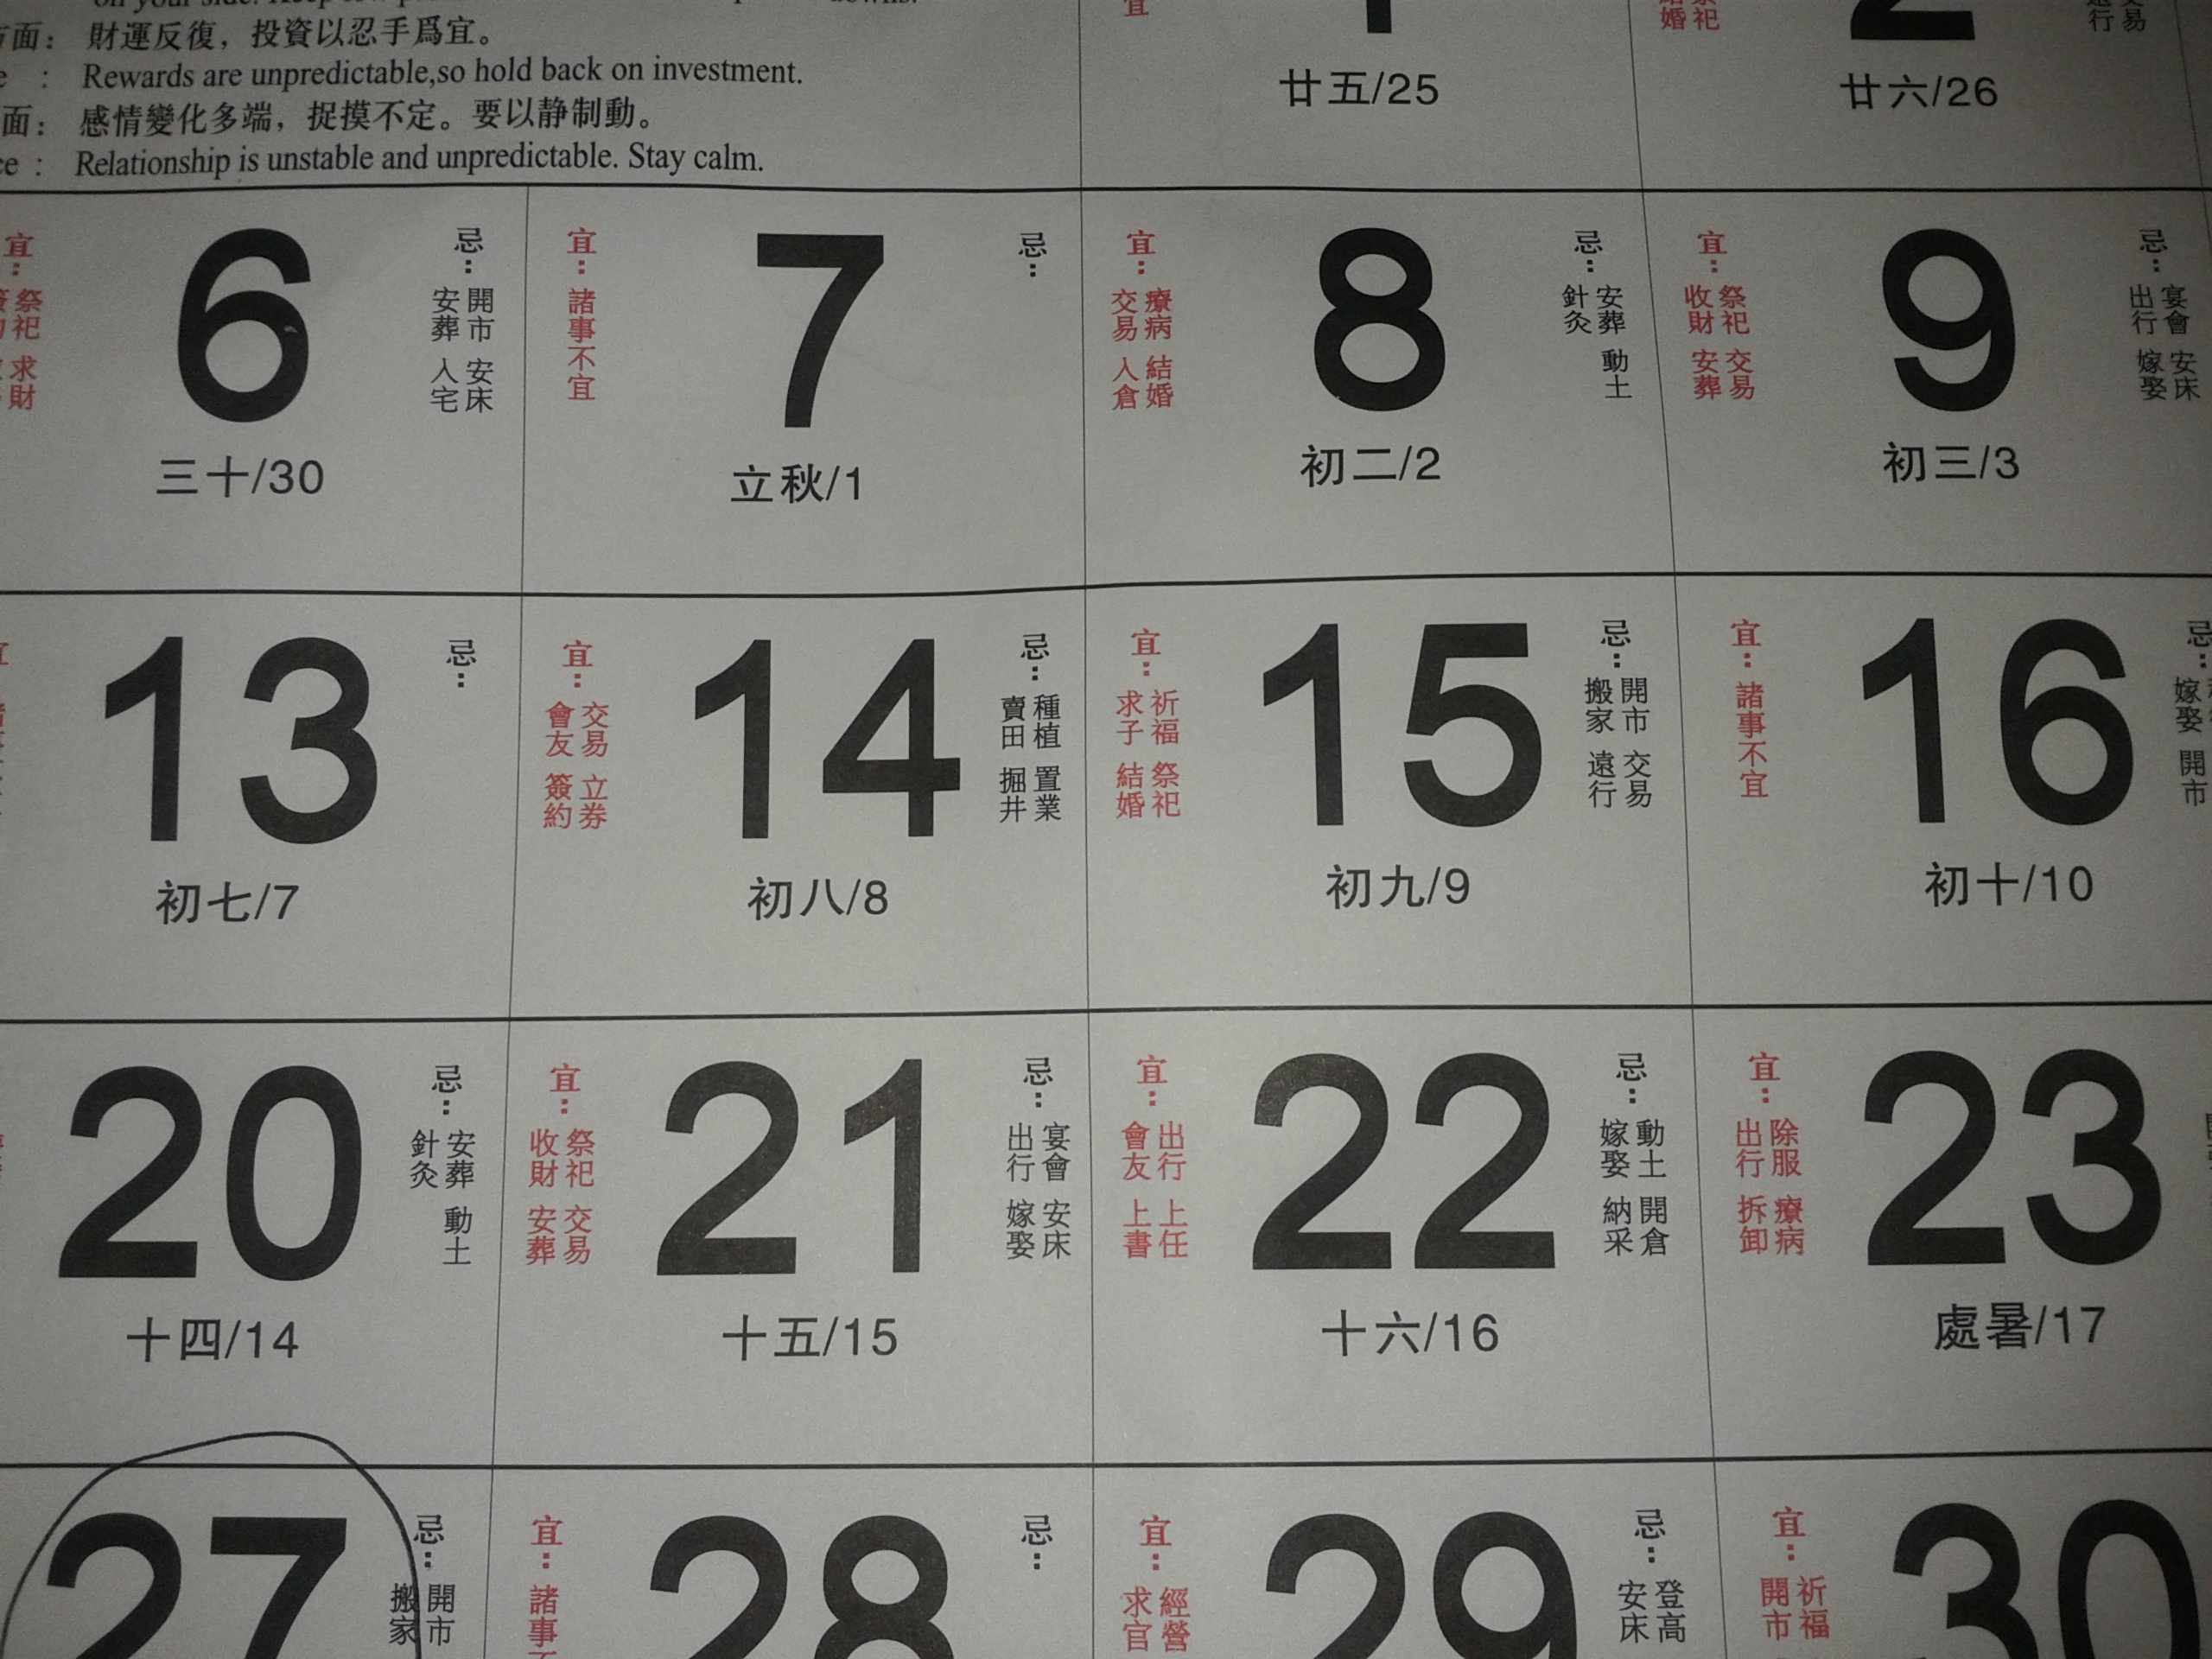 on your side.
面: 財運反復，投資以忍手爲宜。
: Rewards are unpredictable,so hold back on investment.
面: 感情變化多端，捉摸不定。要以静制動。
: Relationship is unstable and unpredictable. Stay calm.
宜
廿五/25
婚 祀
行 易
廿六/26
宜: 祭祀 求財
6
忌: 開市 安葬 安床 入宅
三十/30
宜: 諸事不宜
7
忌:
立秋/1
宜: 療病 交易 結婚 入倉
8
忌: 安葬 針灸 動土
初二/2
宜: 祭祀 收財 交易 安葬
9
忌: 宴會 出行 安床 嫁娶
初三/3
13
忌:
初七/7
宜: 交易 會友 立券 簽約
14
忌: 種植 賣田 置業 掘井
初八/8
宜: 祈福 求子 祭祀 結婚
15
忌: 開市 搬家 交易 遠行
初九/9
宜: 諸事不宜
16
忌: 嫁娶 開市
初十/10
20
忌: 安葬 針灸 動土
十四/14
宜: 祭祀 收財 交易 安葬
21
忌: 宴會 出行 安床 嫁娶
十五/15
宜: 出行 會友 上任 上書
22
忌: 動土 嫁娶 開倉 納采
十六/16
宜: 除服 出行 療病 拆卸
23
處暑/17
27
忌: 開市 搬家
宜: 諸事
28
忌:
宜: 經營 求官
29
忌: 登高 安床
宜: 祈福 開市
30